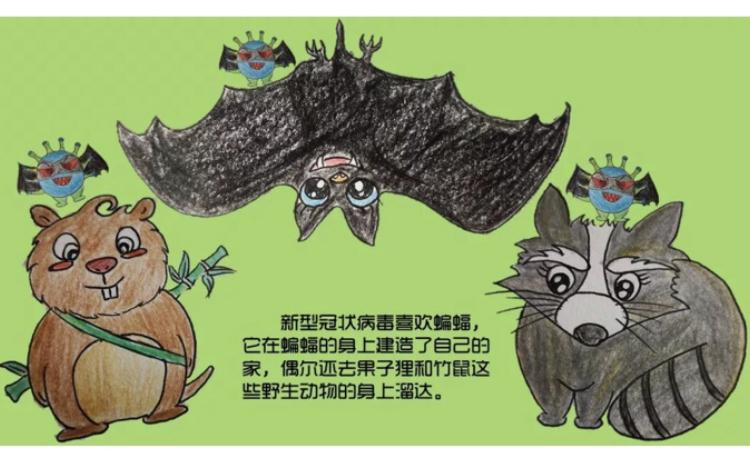 新型冠状病毒喜欢蝙蝠，
它在蝙蝠的身上建造了自己的
家，偶尔还去果子狸和竹鼠这
些野生动物的身上溜达。